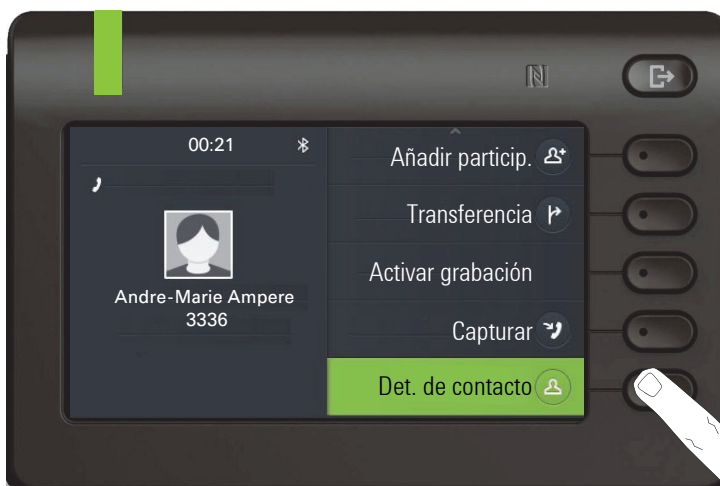 00:21
Andre-Marie Ampere
3336
Añadir particip.
Transferencia
Activar grabación
Capturar
Det. de contacto